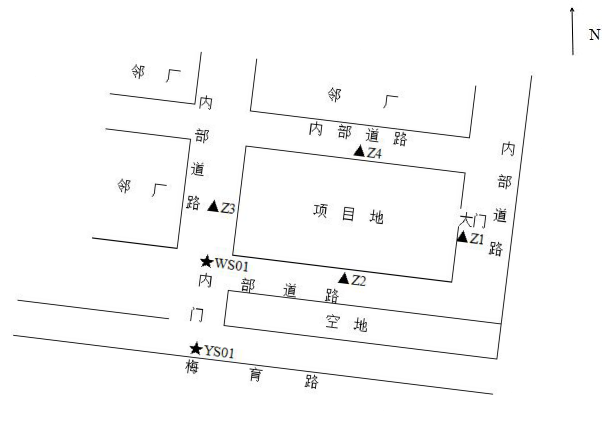 N
邻 厂
邻 厂
内部道路
内部道路
内部道路
Z4
邻 厂
项目地
大门
Z3
Z1
WS01
Z2
内部道路
门
空地
YS01
梅育路